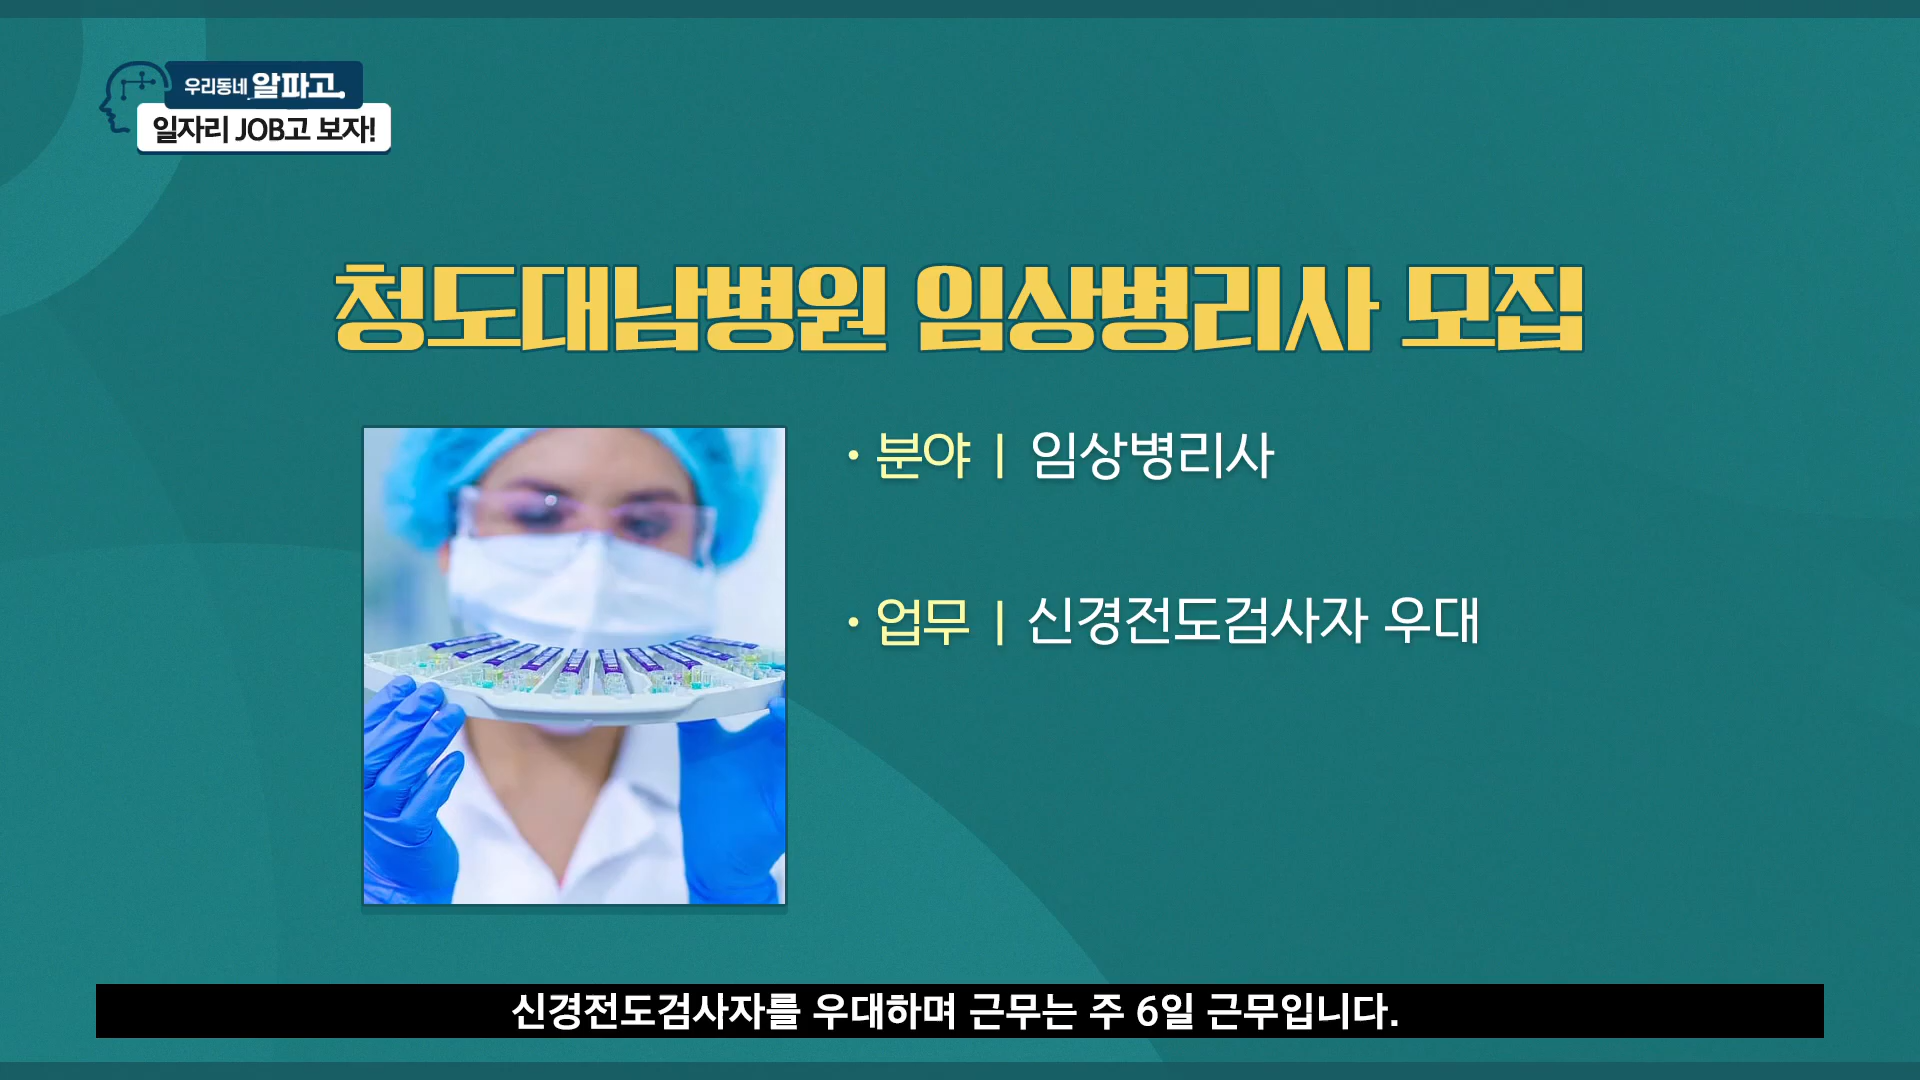 우리동네 알파고
일자리 JOB고 보자!
청도대남병원 임상병리사 모집
· 분야 | 임상병리사
· 업무 | 신경전도검사자 우대
신경전도검사자를 우대하며 근무는 주 6일 근무입니다.